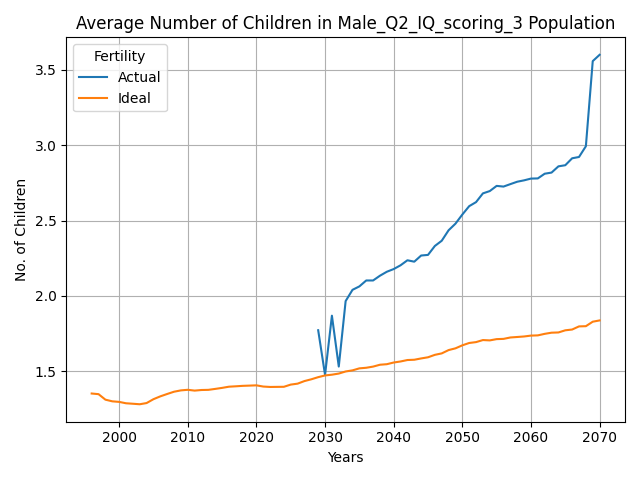 Average Number of Children in Male_Q2_IQ_scoring_3 Population
Fertility
Actual
Ideal
No. of Children
3.5
3.0
2.5
2.0
1.5
2000 2010 2020 2030 2040 2050 2060 2070
Years